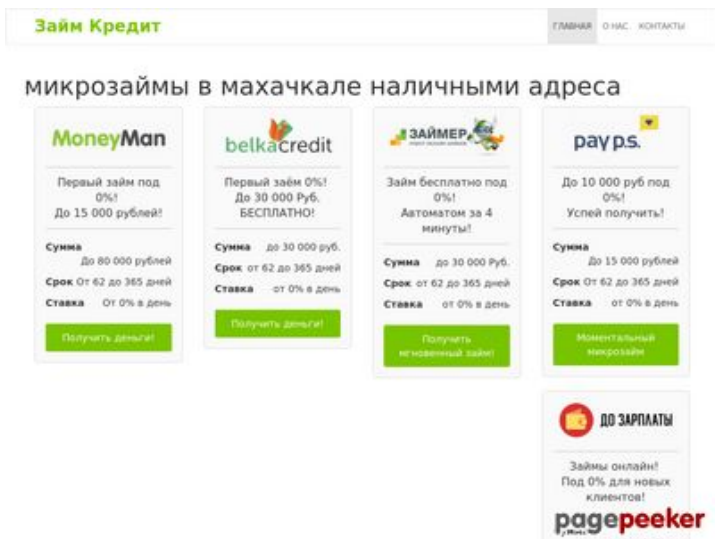 Займ Кредит
ГЛАВНАЯ О НАС КОНТАКТЫ
микрозаймы в махачкале наличными адреса
MoneyMan
Первый займ под
0%!
До 15 000 рублей!
Сумма
До 80 000 рублей
Срок От 62 до 365 дней
Ставка От 0% в день
Получить деньги!
belkacredit
Первый заём 0%!
До 30 000 Руб.
БЕСПЛАТНО!
Сумма до 30 000 руб.
Срок от 62 до 365 дней
Ставка от 0% в день
Получить деньги!
ЗАЙМЕР
Займ бесплатно под
0%!
Автоматом за 4
минуты!
Сумма до 30 000 Руб.
Срок от 62 до 365 дней
Ставка от 0% в день
Получить
мгновенный займ!
pay p.s.
До 10 000 руб под
0%!
Успей получить!
Сумма
До 15 000 рублей
Срок От 62 до 365 дней
Ставка от 0% в день
Моментальный
микрозайм
ДО ЗАРПЛАТЫ
Займы онлайн!
Под 0% для новых
клиентов!
pagepeeker